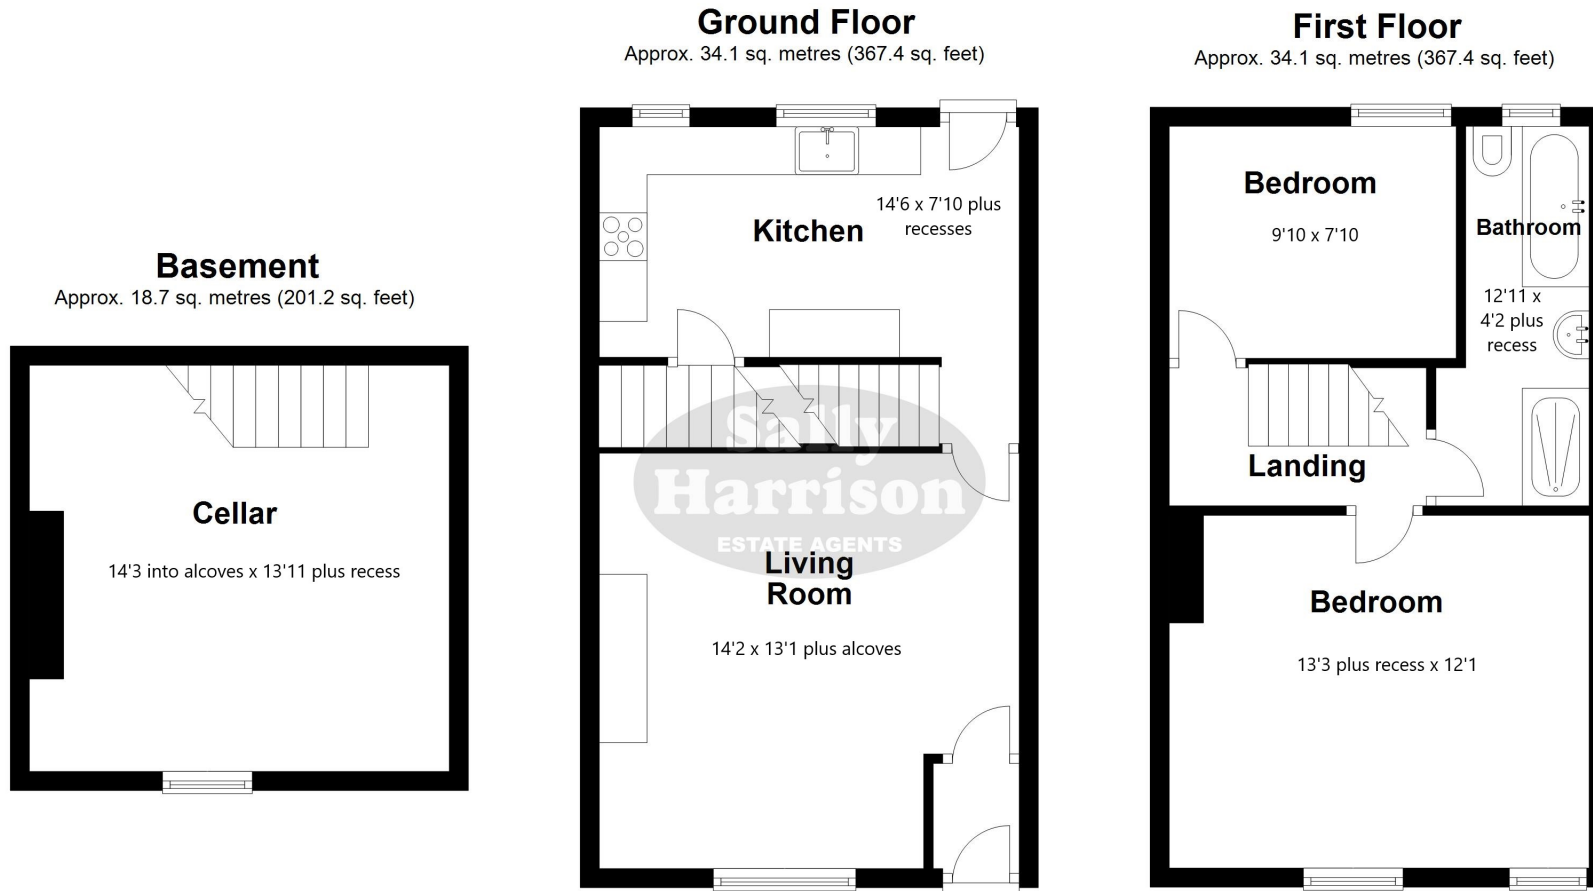 Basement
Approx. 18.7 sq. metres (201.2 sq. feet)
Cellar
14'3 into alcoves x 13'11 plus recess
Ground Floor
Approx. 34.1 sq. metres (367.4 sq. feet)
Kitchen
14'6 x 7'10 plus
recesses
Sally
Harrison
ESTATE AGENTS
Living
Room
14'2 x 13'1 plus alcoves
First Floor
Approx. 34.1 sq. metres (367.4 sq. feet)
Bedroom
9'10 x 7'10
Bathroom
12'11 x
4'2 plus
recess
Landing
Bedroom
13'3 plus recess x 12'1